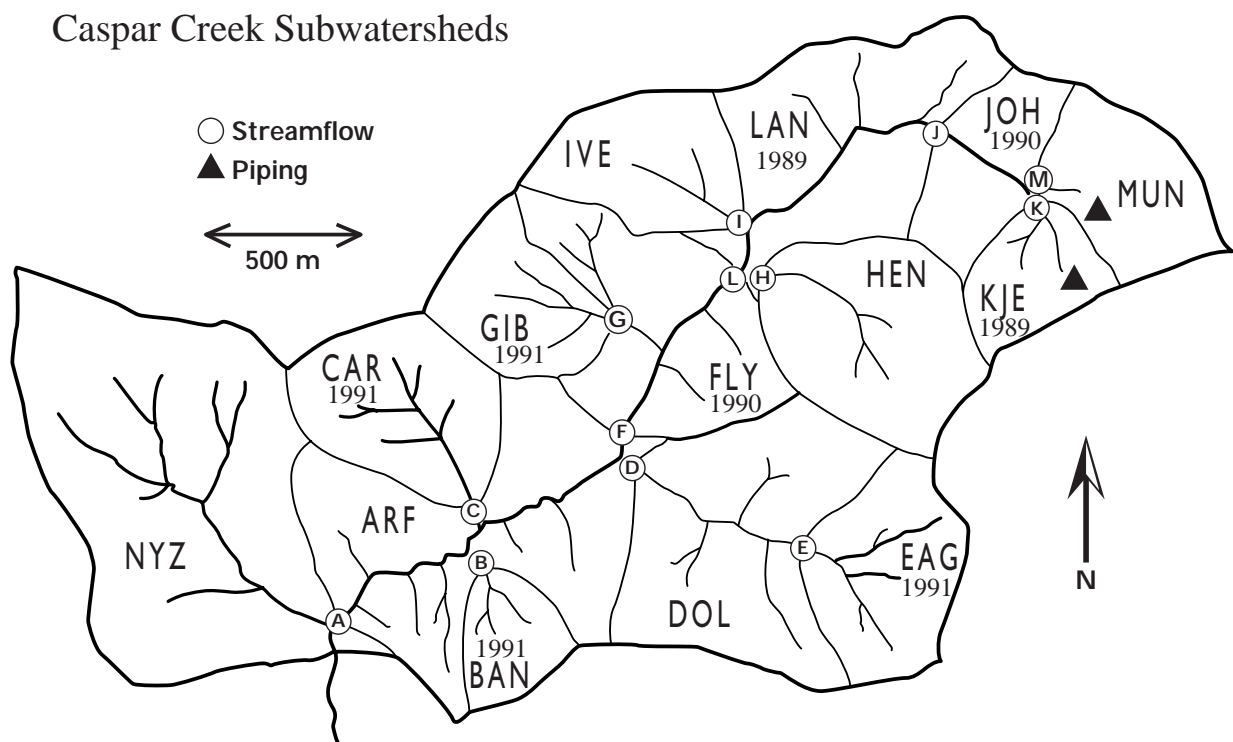 Caspar Creek Subwatersheds
Streamflow
Piping
500 m
N
NYZ
ARF
CAR
1991
GIB
1991
IVE
LAN
1989
JOH
1990
MUN
KJE
1989
HEN
FLY
1990
EAG
1991
DOL
1991
BAN
A
B
C
D
E
F
G
H
I
J
K
L
M